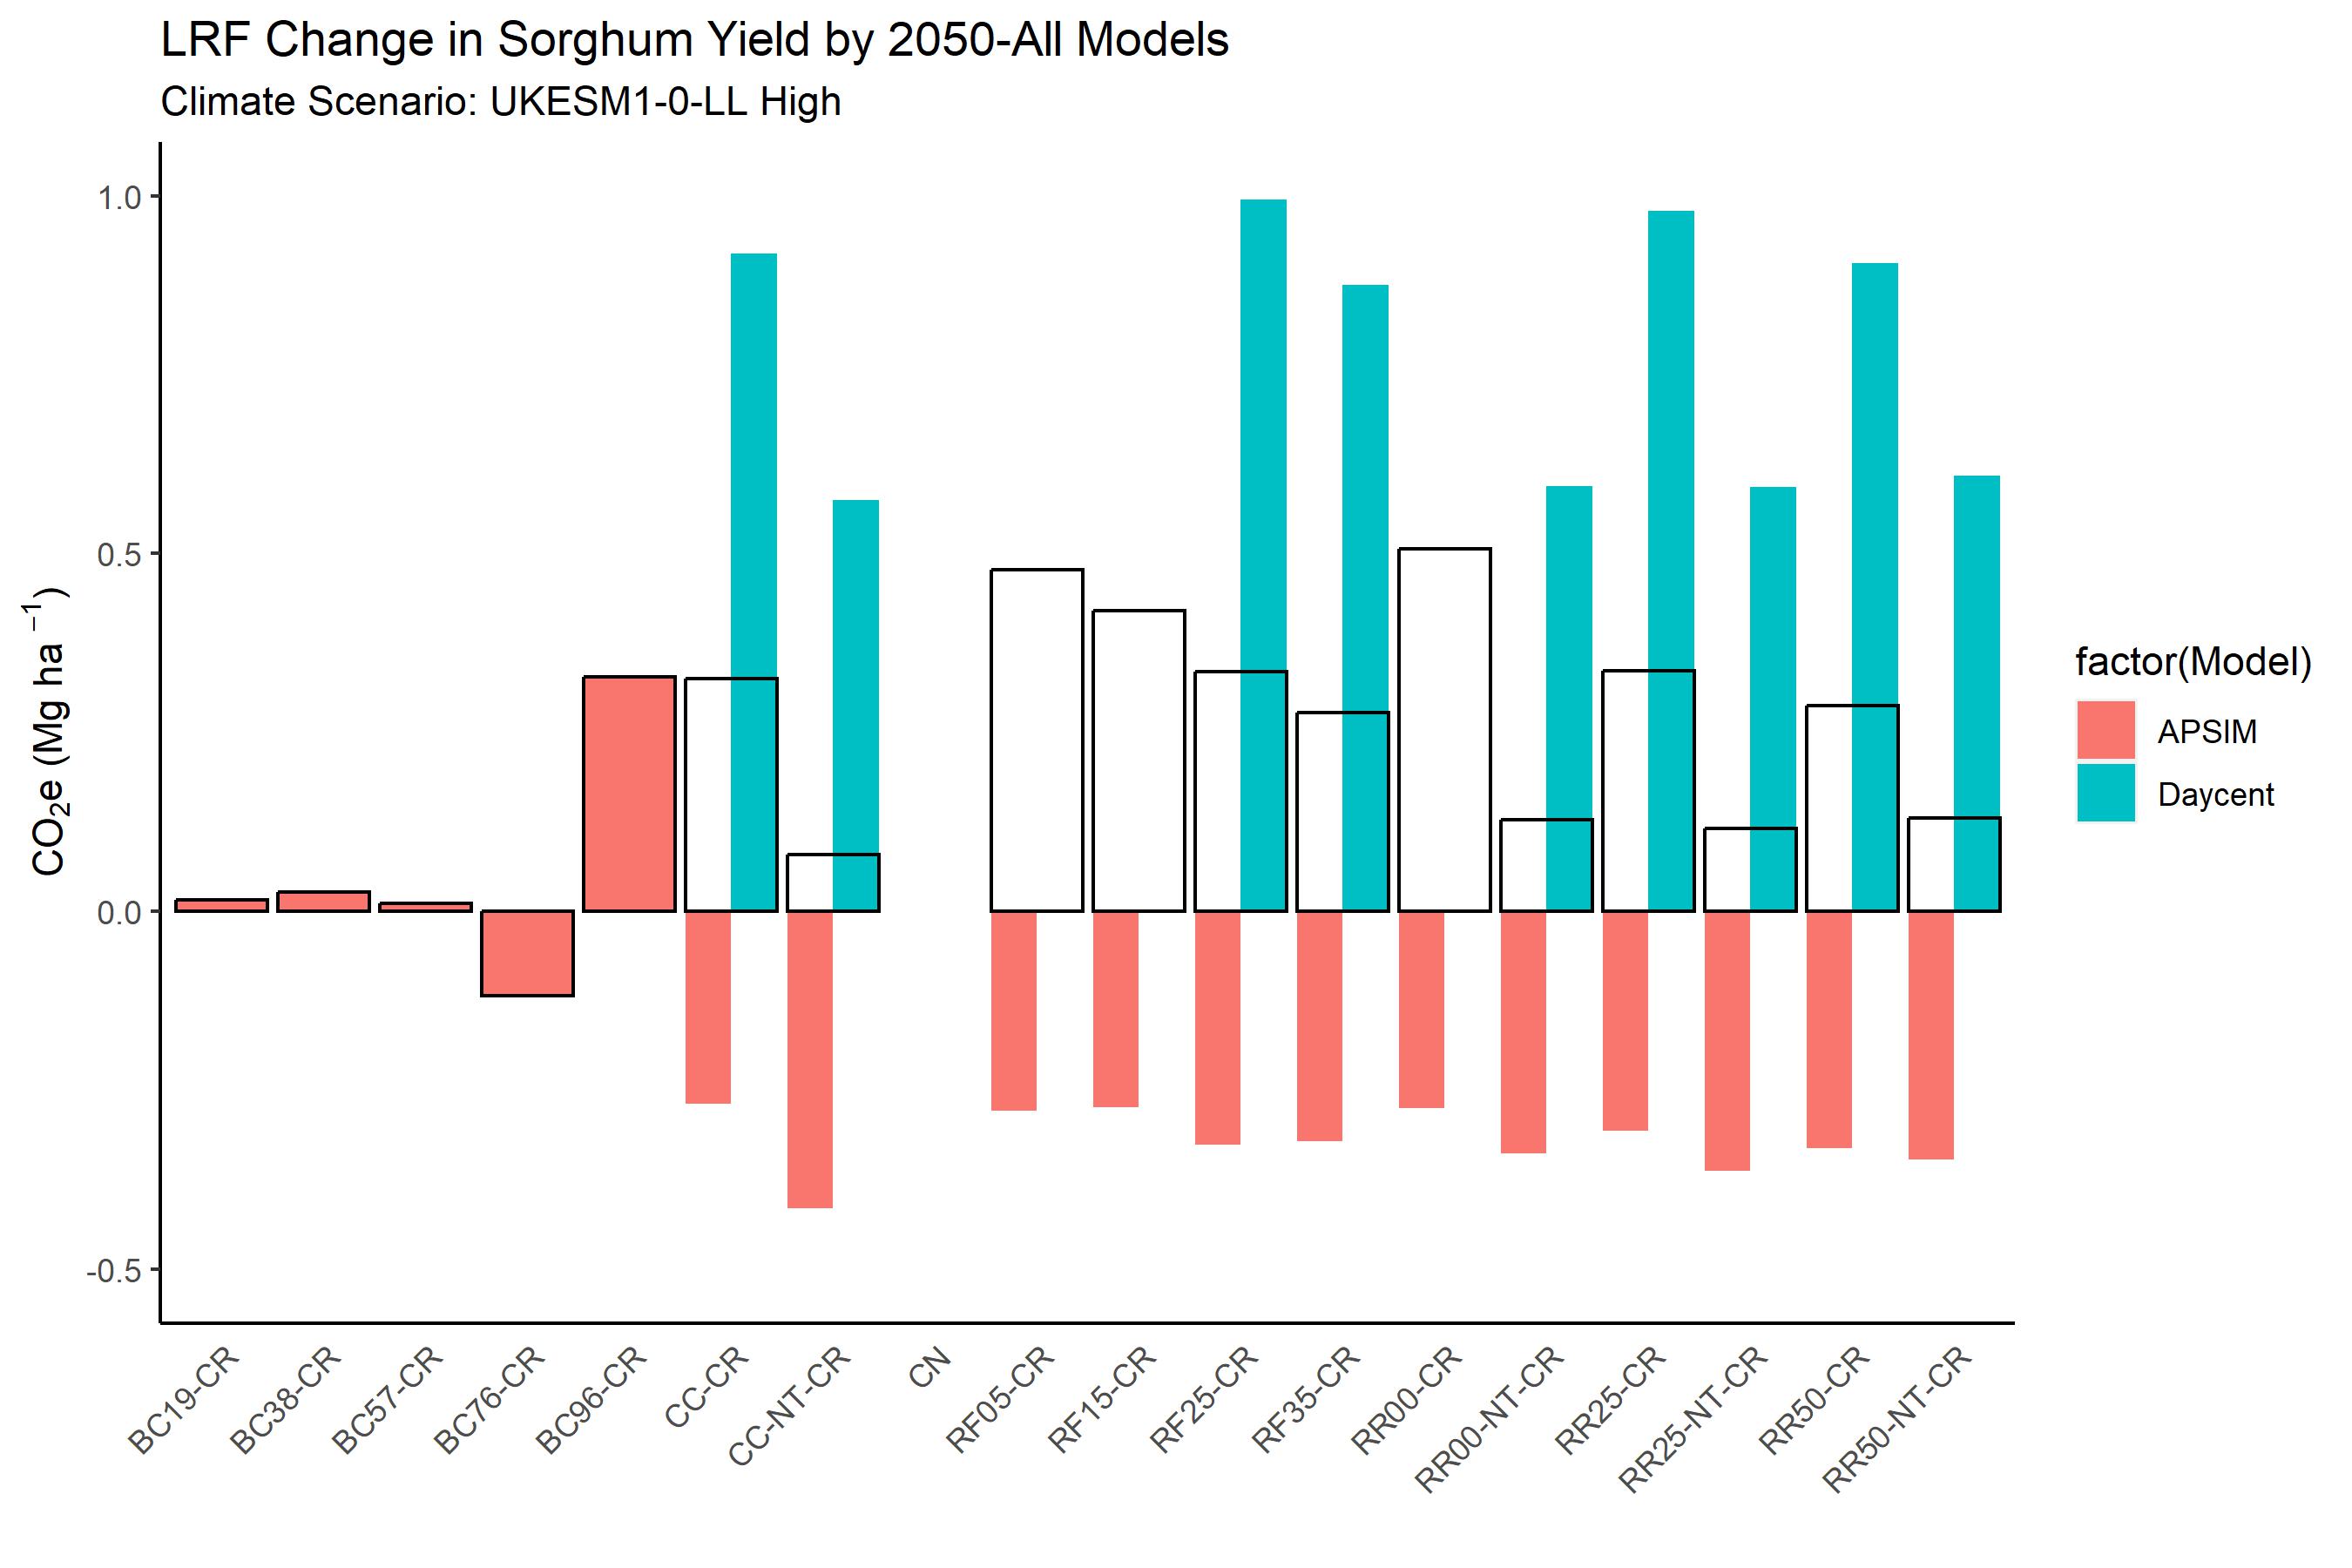 LRF Change in Sorghum Yield by 2050-All Models
Climate Scenario: UKESM1-0-LL High
CO₂e (Mg ha ⁻¹)
1.0
0.5
0.0
-0.5
BC19-CR
BC38-CR
BC57-CR
BC76-CR
BC96-CR
CC-CR
CC-NT-CR
CN
RF05-CR
RF15-CR
RF25-CR
RF35-CR
RR00-CR
RR00-NT-CR
RR25-CR
RR25-NT-CR
RR50-CR
RR50-NT-CR
factor(Model)
APSIM
Daycent